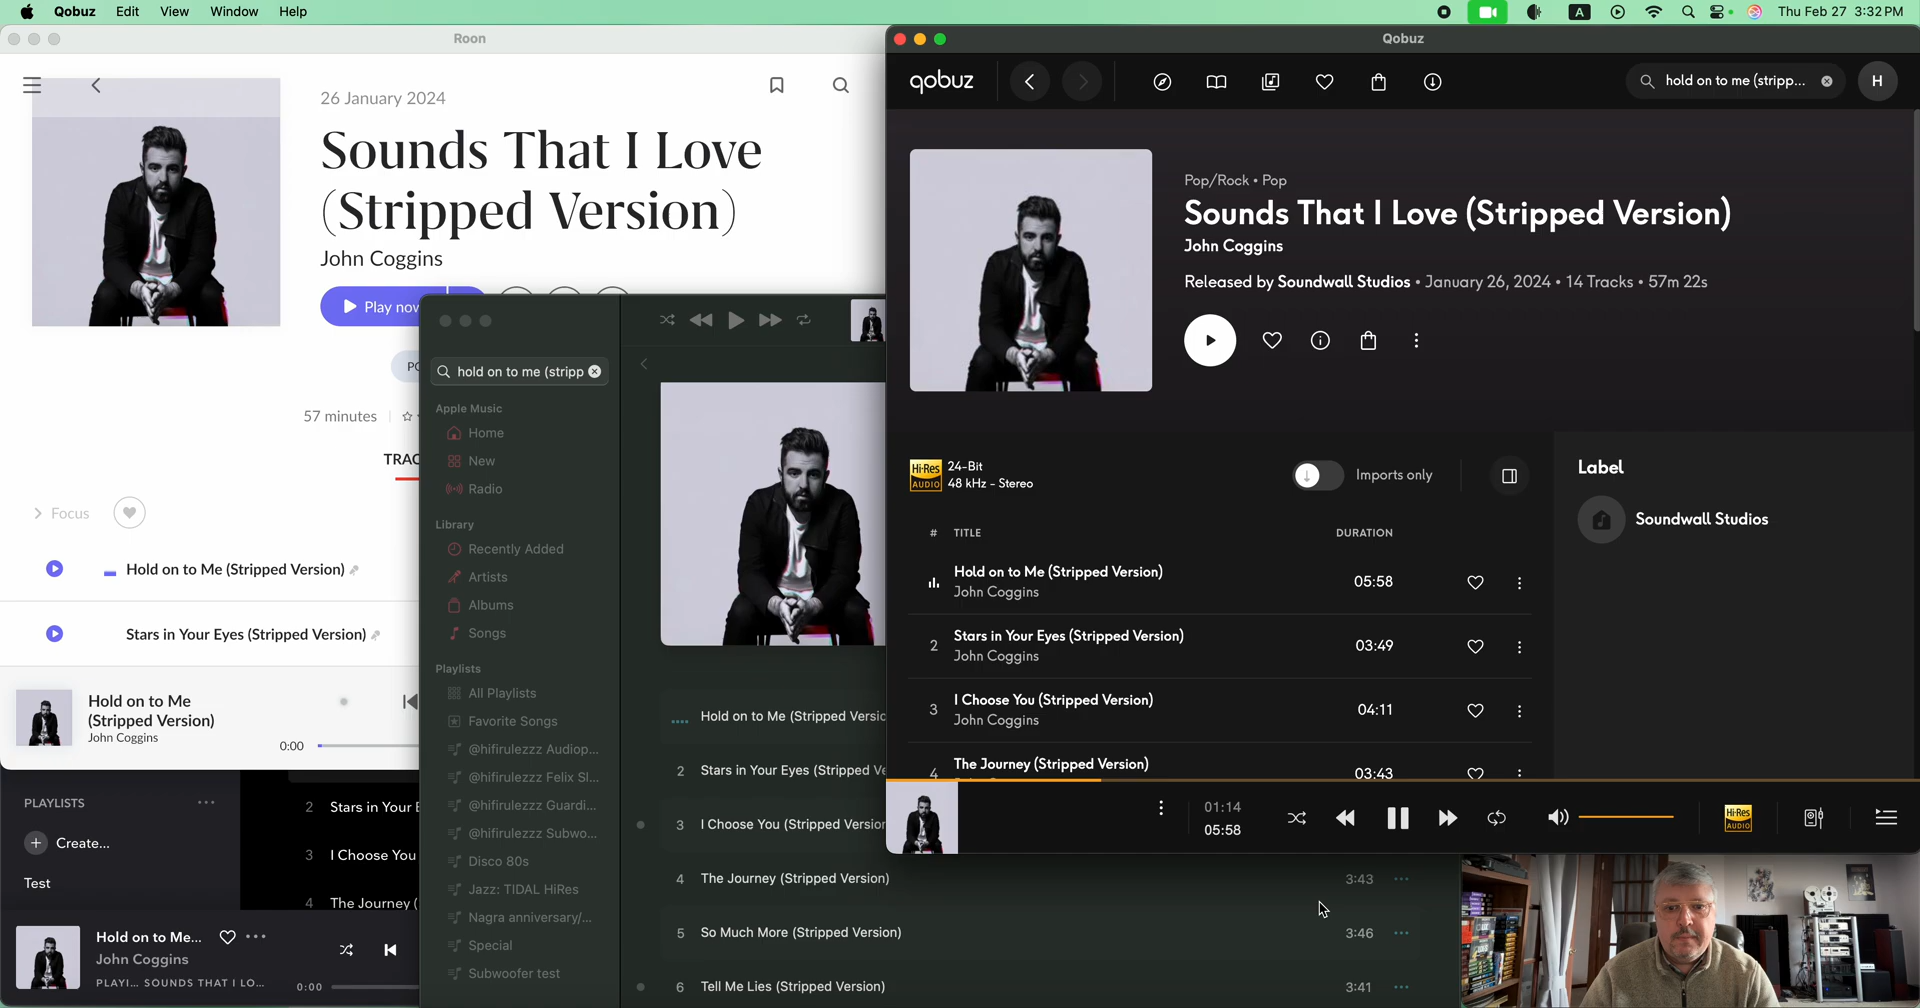 Qobuz Edit View Window Help
A
Thu Feb 27 3:32 PM
Roon
26 January 2024
Sounds That I Love
(Stripped Version)
John Coggins
Play now
57 minutes
Focus
Hold on to Me (Stripped Version)
Stars in Your Eyes (Stripped Version)
Hold on to Me
(Stripped Version)
John Coggins
0:00
PLAYLISTS
Create...
Test
2 Stars in Your E
3 I Choose You
4 The Journey (
Hold on to Me...
John Coggins
PLAYI... SOUNDS THAT I LO...
0:00
hold on to me (stripp
Apple Music
Home
New
Radio
Library
Recently Added
Artists
Albums
Songs
Playlists
All Playlists
Favorite Songs
@hifirulezzz Audiop...
@hifirulezzz Felix Sl...
@hifirulezzz Guardi...
@hifirulezzz Subwo...
Disco 80s
Jazz: TIDAL HiRes
Nagra anniversary/...
Special
Subwoofer test
Hold on to Me (Stripped Versic
2 Stars in Your Eyes (Stripped Ve
3 I Choose You (Stripped Version
4 The Journey (Stripped Version) 3:43
5 So Much More (Stripped Version) 3:46
6 Tell Me Lies (Stripped Version) 3:41
Qobuz
qobuz
hold on to me (stripp...
H
Pop/Rock • Pop
Sounds That I Love (Stripped Version)
John Coggins
Released by Soundwall Studios • January 26, 2024 • 14 Tracks • 57m 22s
Hi-Res AUDIO
24-Bit
48 kHz - Stereo
Imports only
Label
Soundwall Studios
# TITLE DURATION
Hold on to Me (Stripped Version)
John Coggins
05:58
2 Stars in Your Eyes (Stripped Version)
John Coggins
03:49
3 I Choose You (Stripped Version)
John Coggins
04:11
4 The Journey (Stripped Version)
03:43
01:14
05:58
Hi-Res
AUDIO